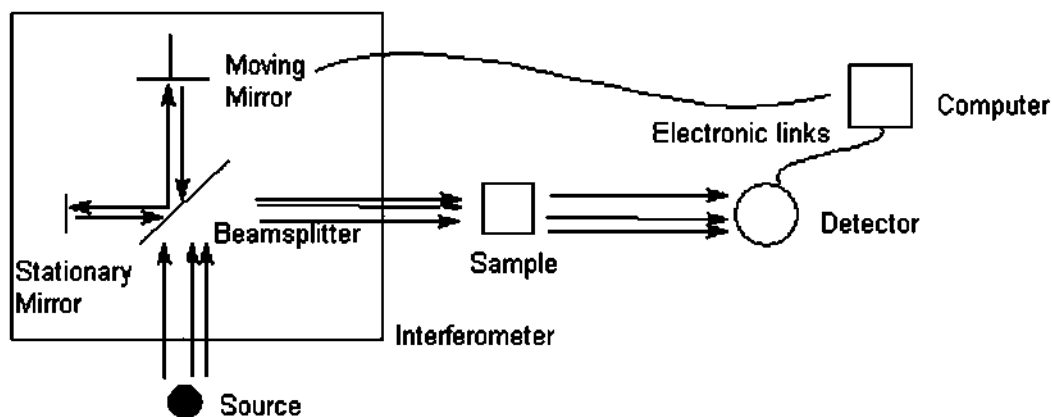 Moving
Mirror
Computer
Electronic links
Beamsplitter
Detector
Sample
Stationary
Mirror
Interferometer
Source